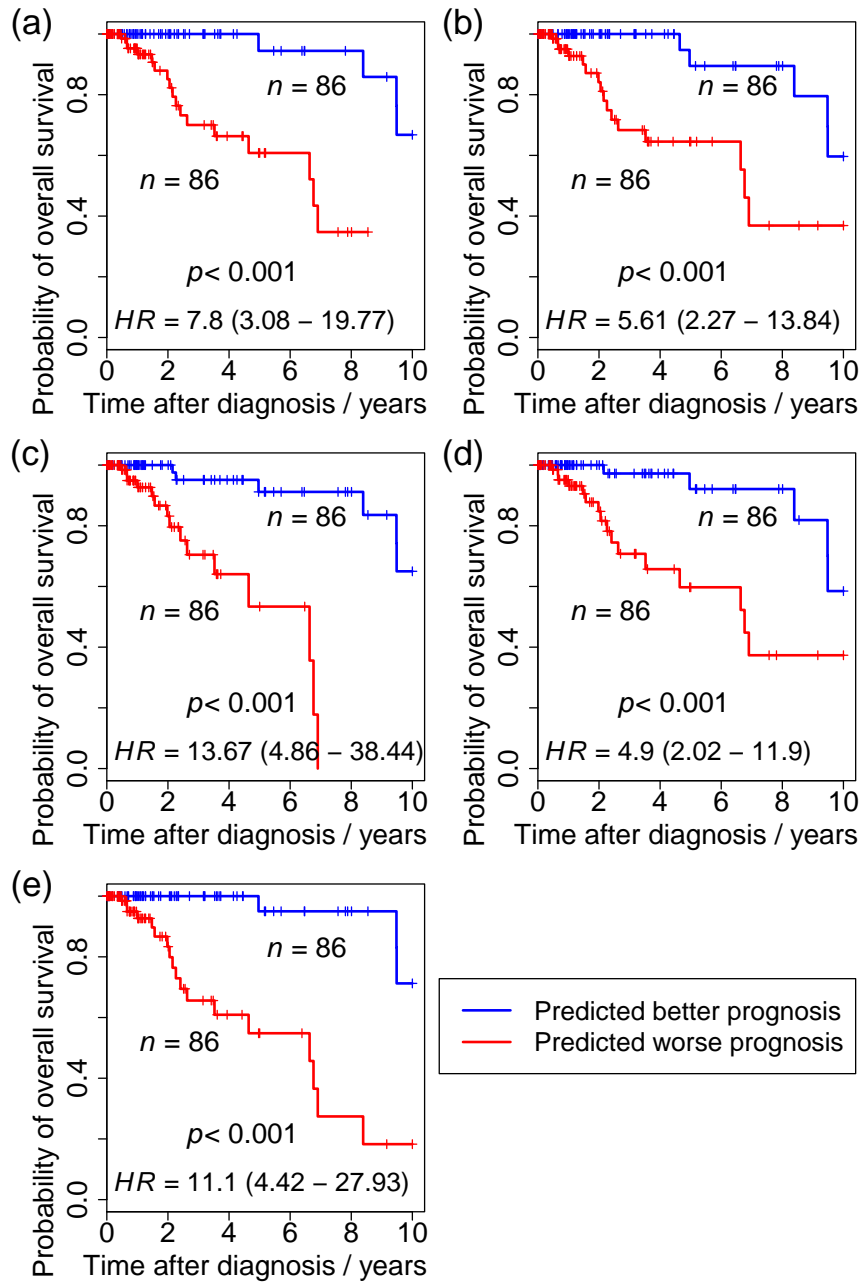 (a)
Probability of overall survival
0.0 0.4 0.8
n = 86
n = 86
p< 0.001
HR = 7.8 (3.08 − 19.77)
0 2 4 6 8 10
Time after diagnosis / years
(b)
Probability of overall survival
0.0 0.4 0.8
n = 86
n = 86
p< 0.001
HR = 5.61 (2.27 − 13.84)
0 2 4 6 8 10
Time after diagnosis / years
(c)
Probability of overall survival
0.0 0.4 0.8
n = 86
n = 86
p< 0.001
HR = 13.67 (4.86 − 38.44)
0 2 4 6 8 10
Time after diagnosis / years
(d)
Probability of overall survival
0.0 0.4 0.8
n = 86
n = 86
p< 0.001
HR = 4.9 (2.02 − 11.9)
0 2 4 6 8 10
Time after diagnosis / years
(e)
Probability of overall survival
0.0 0.4 0.8
n = 86
n = 86
p< 0.001
HR = 11.1 (4.42 − 27.93)
0 2 4 6 8 10
Time after diagnosis / years
Predicted better prognosis
Predicted worse prognosis